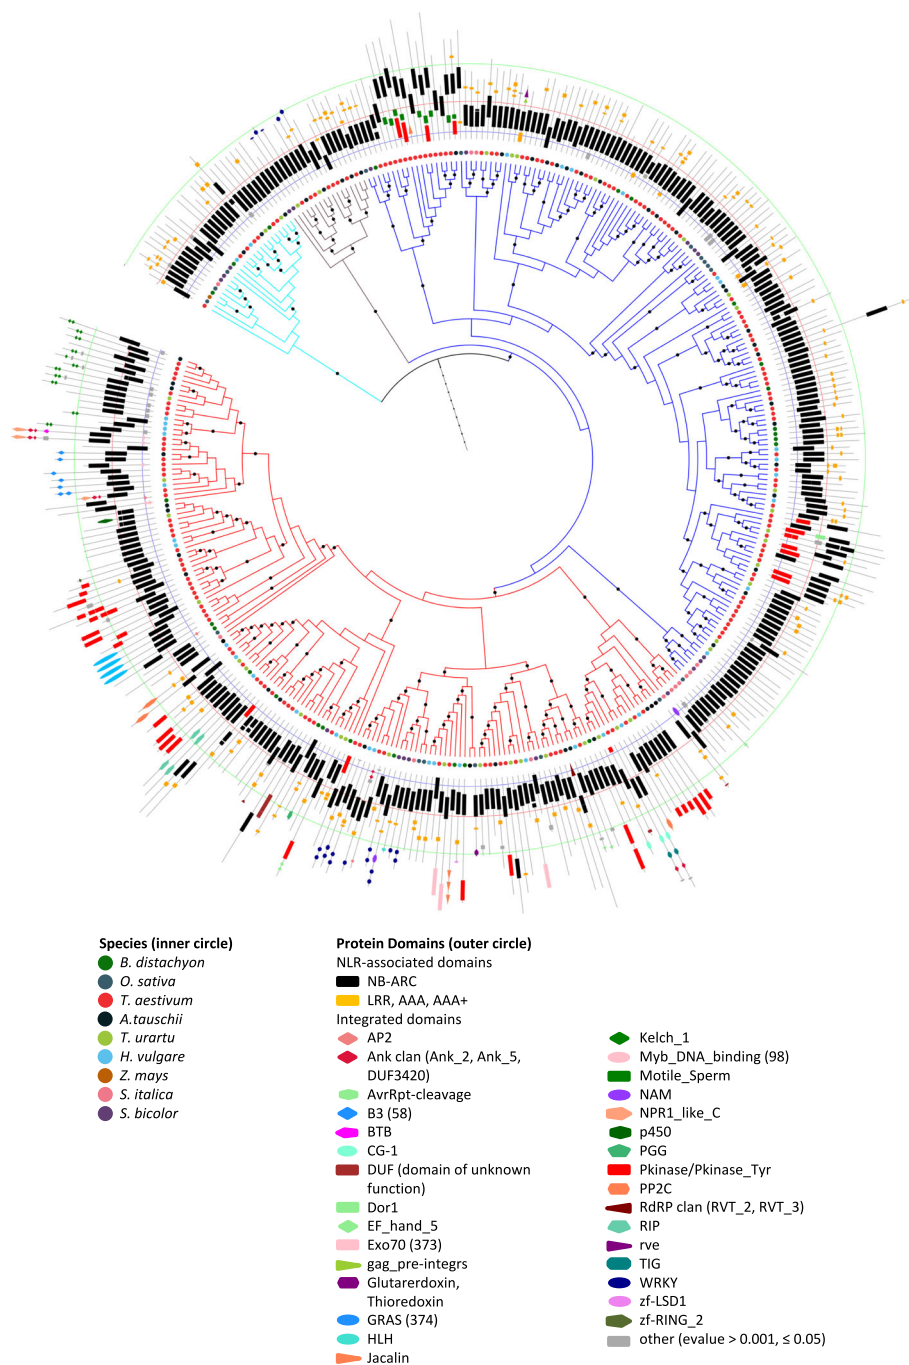 Species (inner circle)
B. distachyon
O. sativa
T. aestivum
A.tauschii
T. urartu
H. vulgare
Z. mays
S. italica
S. bicolor
Protein Domains (outer circle)
NLR-associated domains
NB-ARC
LRR, AAA, AAA+
Integrated domains
AP2
Ank clan (Ank_2, Ank_5,
DUF3420)
AvrRpt-cleavage
B3 (58)
BTB
CG-1
DUF (domain of unknown
function)
Dor1
EF_hand_5
Exo70 (373)
gag_pre-integrs
Glutarerdoxin,
Thioredoxin
GRAS (374)
HLH
Jacalin
Kelch_1
Myb_DNA_binding (98)
Motile_Sperm
NAM
NPR1_like_C
p450
PGG
Pkinase/Pkinase_Tyr
PP2C
RdRP clan (RVT_2, RVT_3)
RIP
rve
TIG
WRKY
zf-LSD1
zf-RING_2
other (evalue > 0.001, ≤ 0.05)